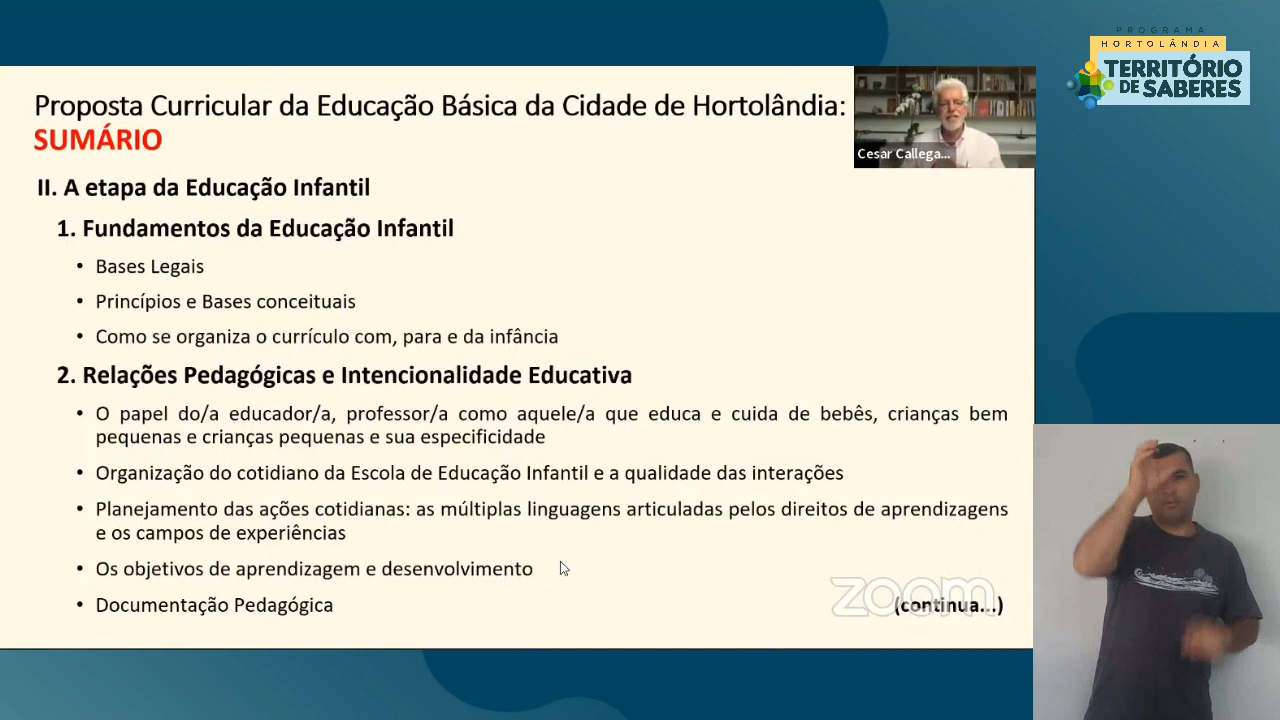 PROGRAMA
HORTOLÂNDIA
TERRITÓRIO
DE SABERES
Proposta Curricular da Educação Básica da Cidade de Hortolândia:
SUMÁRIO
Cesar Callega...
II. A etapa da Educação Infantil
1. Fundamentos da Educação Infantil
• Bases Legais
• Princípios e Bases conceituais
• Como se organiza o currículo com, para e da infância
2. Relações Pedagógicas e Intencionalidade Educativa
• O papel do/a educador/a, professor/a como aquele/a que educa e cuida de bebês, crianças bem
pequenas e crianças pequenas e sua especificidade
• Organização do cotidiano da Escola de Educação Infantil e a qualidade das interações
• Planejamento das ações cotidianas: as múltiplas linguagens articuladas pelos direitos de aprendizagens
e os campos de experiências
• Os objetivos de aprendizagem e desenvolvimento
• Documentação Pedagógica
zoom
(continua...)